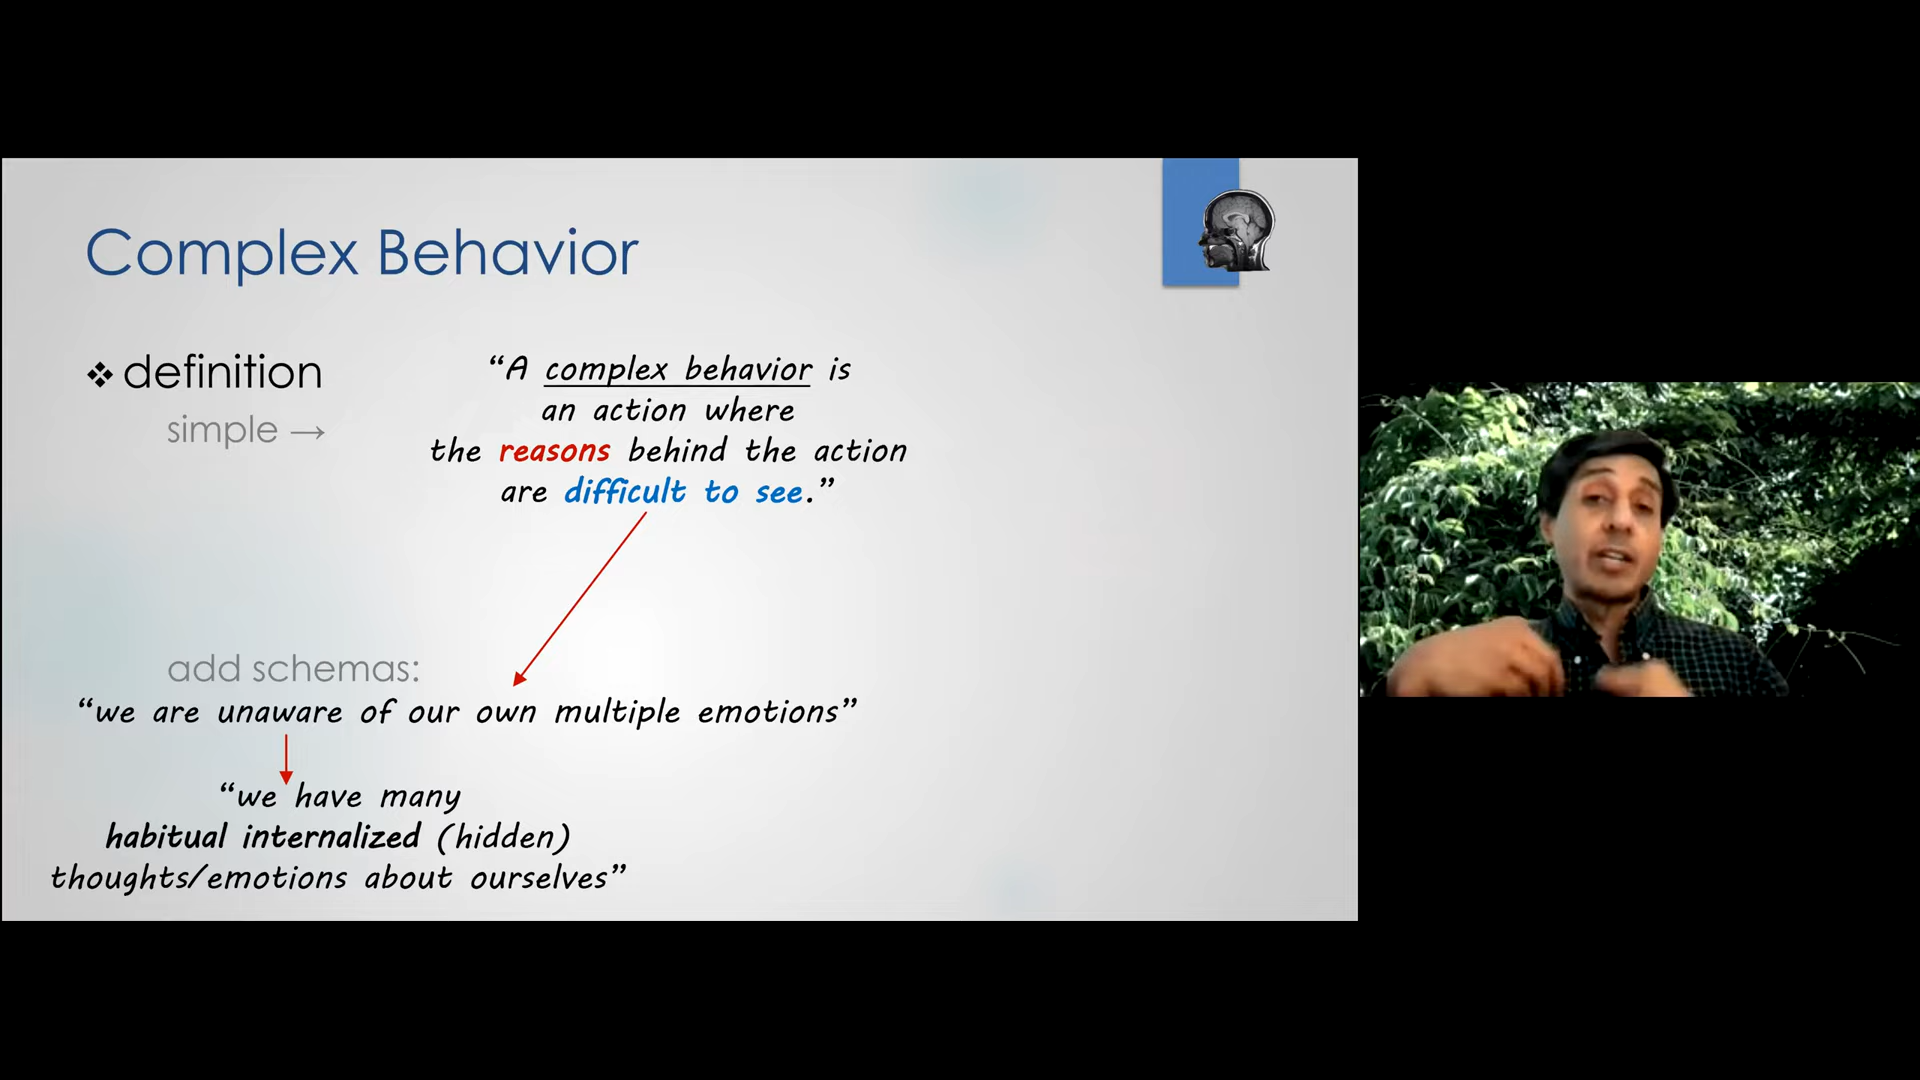 Complex Behavior
❖ definition
simple →
“A complex behavior is
an action where
the reasons behind the action
are difficult to see.”
add schemas:
“we are unaware of our own multiple emotions”
“we have many
habitual internalized (hidden)
thoughts/emotions about ourselves”